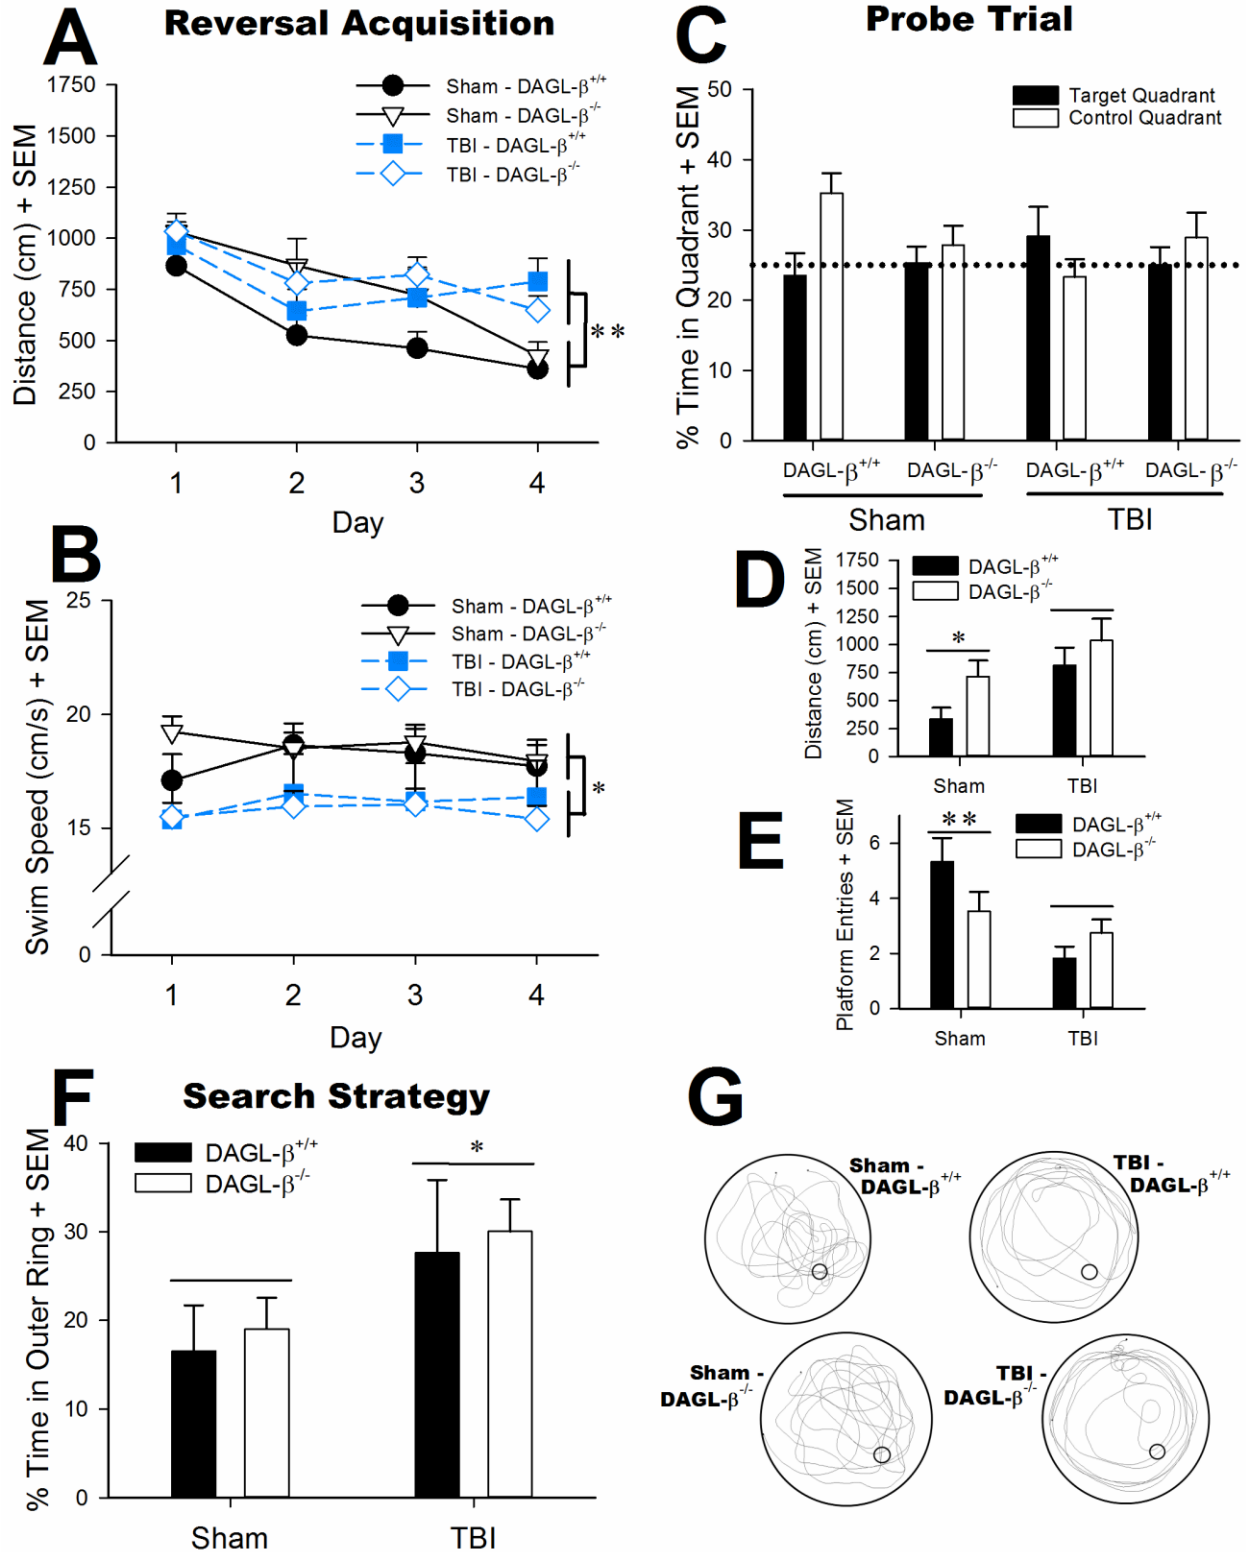 A
Reversal Acquisition
Distance (cm) + SEM
1750
1500
1250
1000
750
500
250
0
Sham - DAGL-β+/+
Sham - DAGL-β-/-
TBI - DAGL-β+/+
TBI - DAGL-β-/-
**
1 2 3 4
Day
B
Swim Speed (cm/s) + SEM
25
20
15
0
Sham - DAGL-β+/+
Sham - DAGL-β-/-
TBI - DAGL-β+/+
TBI - DAGL-β-/-
*
1 2 3 4
Day
C
Probe Trial
% Time in Quadrant + SEM
50
40
30
20
10
0
Target Quadrant
Control Quadrant
DAGL-β+/+ DAGL-β-/- DAGL-β+/+ DAGL-β-/-
Sham TBI
D
Distance (cm) + SEM
1750
1500
1250
1000
750
500
250
0
DAGL-β+/+
DAGL-β-/-
*
Sham TBI
E
Platform Entries + SEM
6
4
2
0
**
DAGL-β+/+
DAGL-β-/-
Sham TBI
F
Search Strategy
% Time in Outer Ring + SEM
40
30
20
10
0
DAGL-β+/+
DAGL-β-/-
*
Sham TBI
G
Sham -
DAGL-β+/+
TBI -
DAGL-β+/+
Sham -
DAGL-β-/-
TBI -
DAGL-β-/-